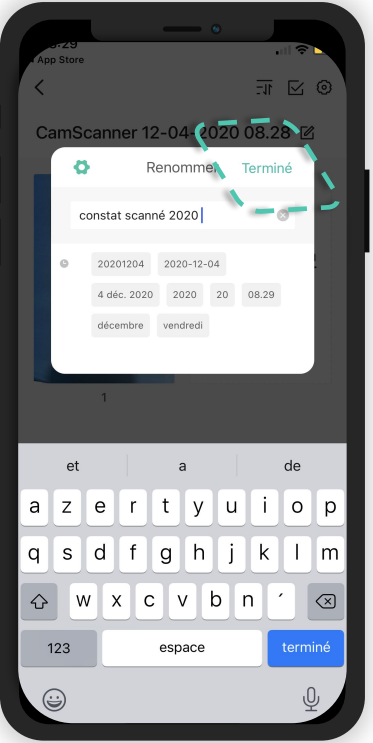 08:29
App Store
CamScanner 12-04-2020 08.28
Renommer
Terminé
constat scanné 2020
20201204 2020-12-04
4 déc. 2020 2020 20 08.29
décembre vendredi
1
et a de
a z e r t y u i o p
q s d f g h j k l m
w x c v b n ´
123 espace terminé